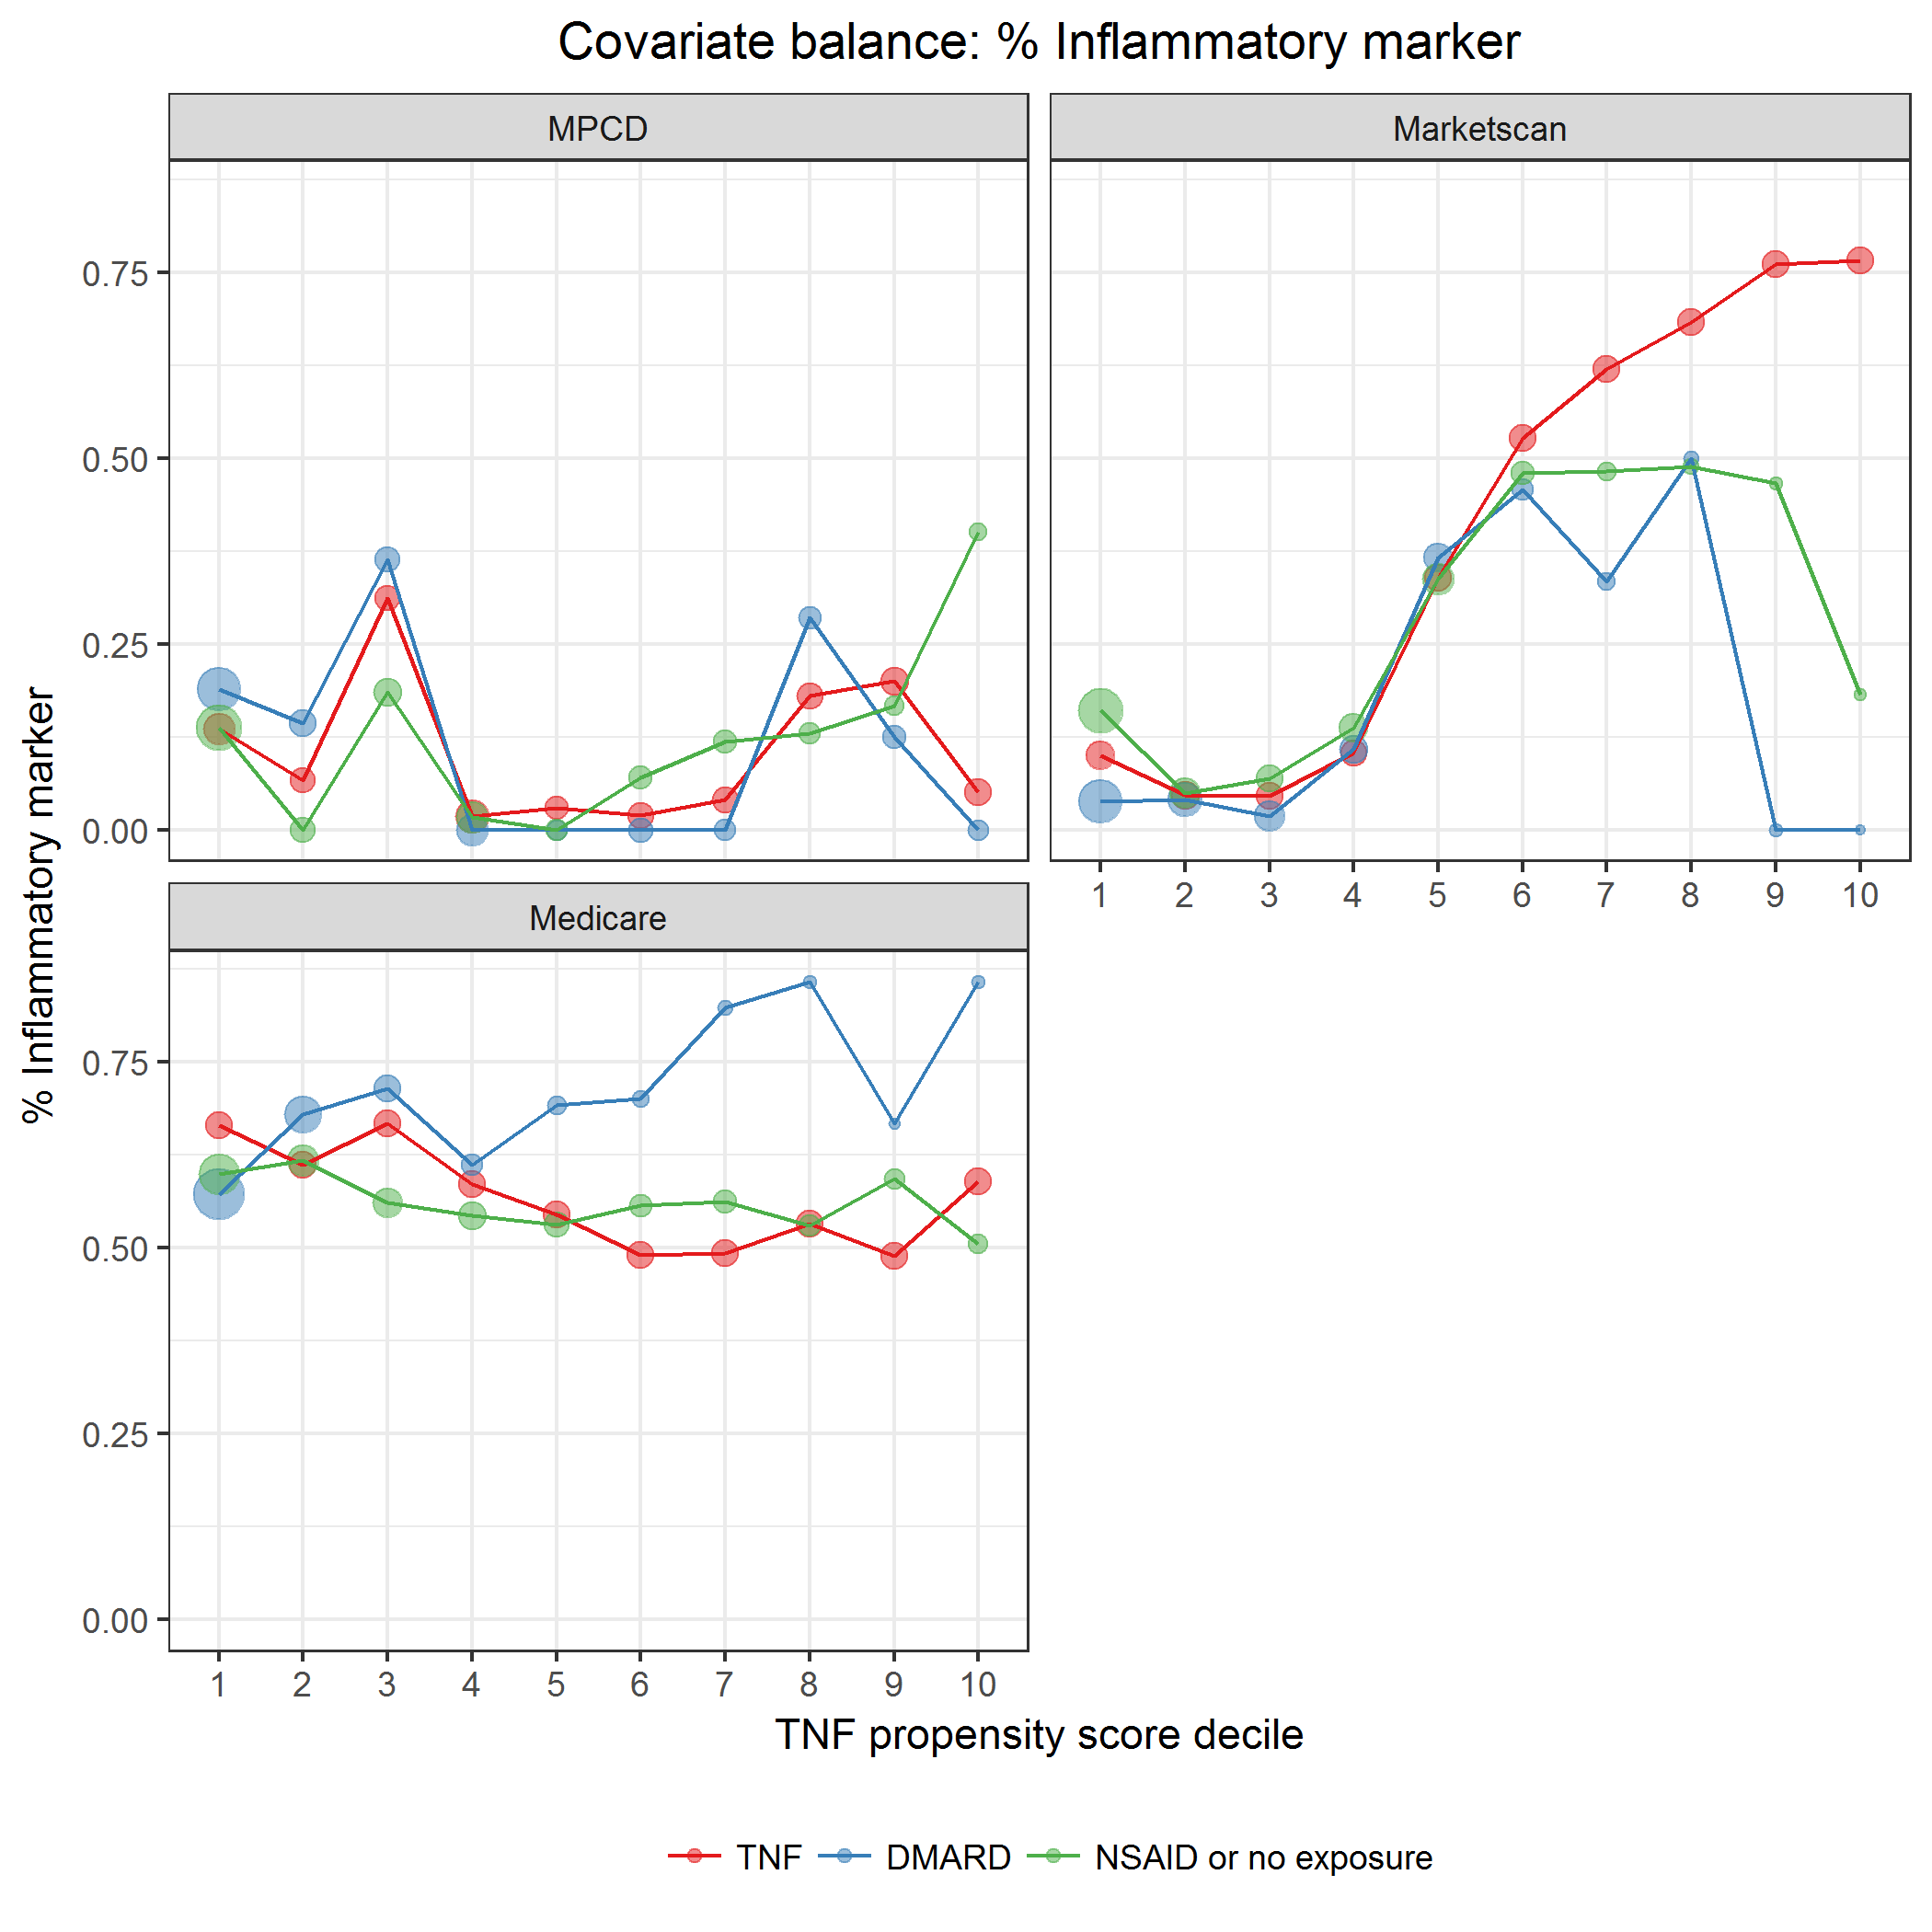 Covariate balance: % Inflammatory marker
MPCD
Marketscan
0.75
0.50
0.25
0.00
1 2 3 4 5 6 7 8 9 10
Medicare
0.75
0.50
0.25
0.00
1 2 3 4 5 6 7 8 9 10
% Inflammatory marker
TNF propensity score decile
TNF DMARD NSAID or no exposure